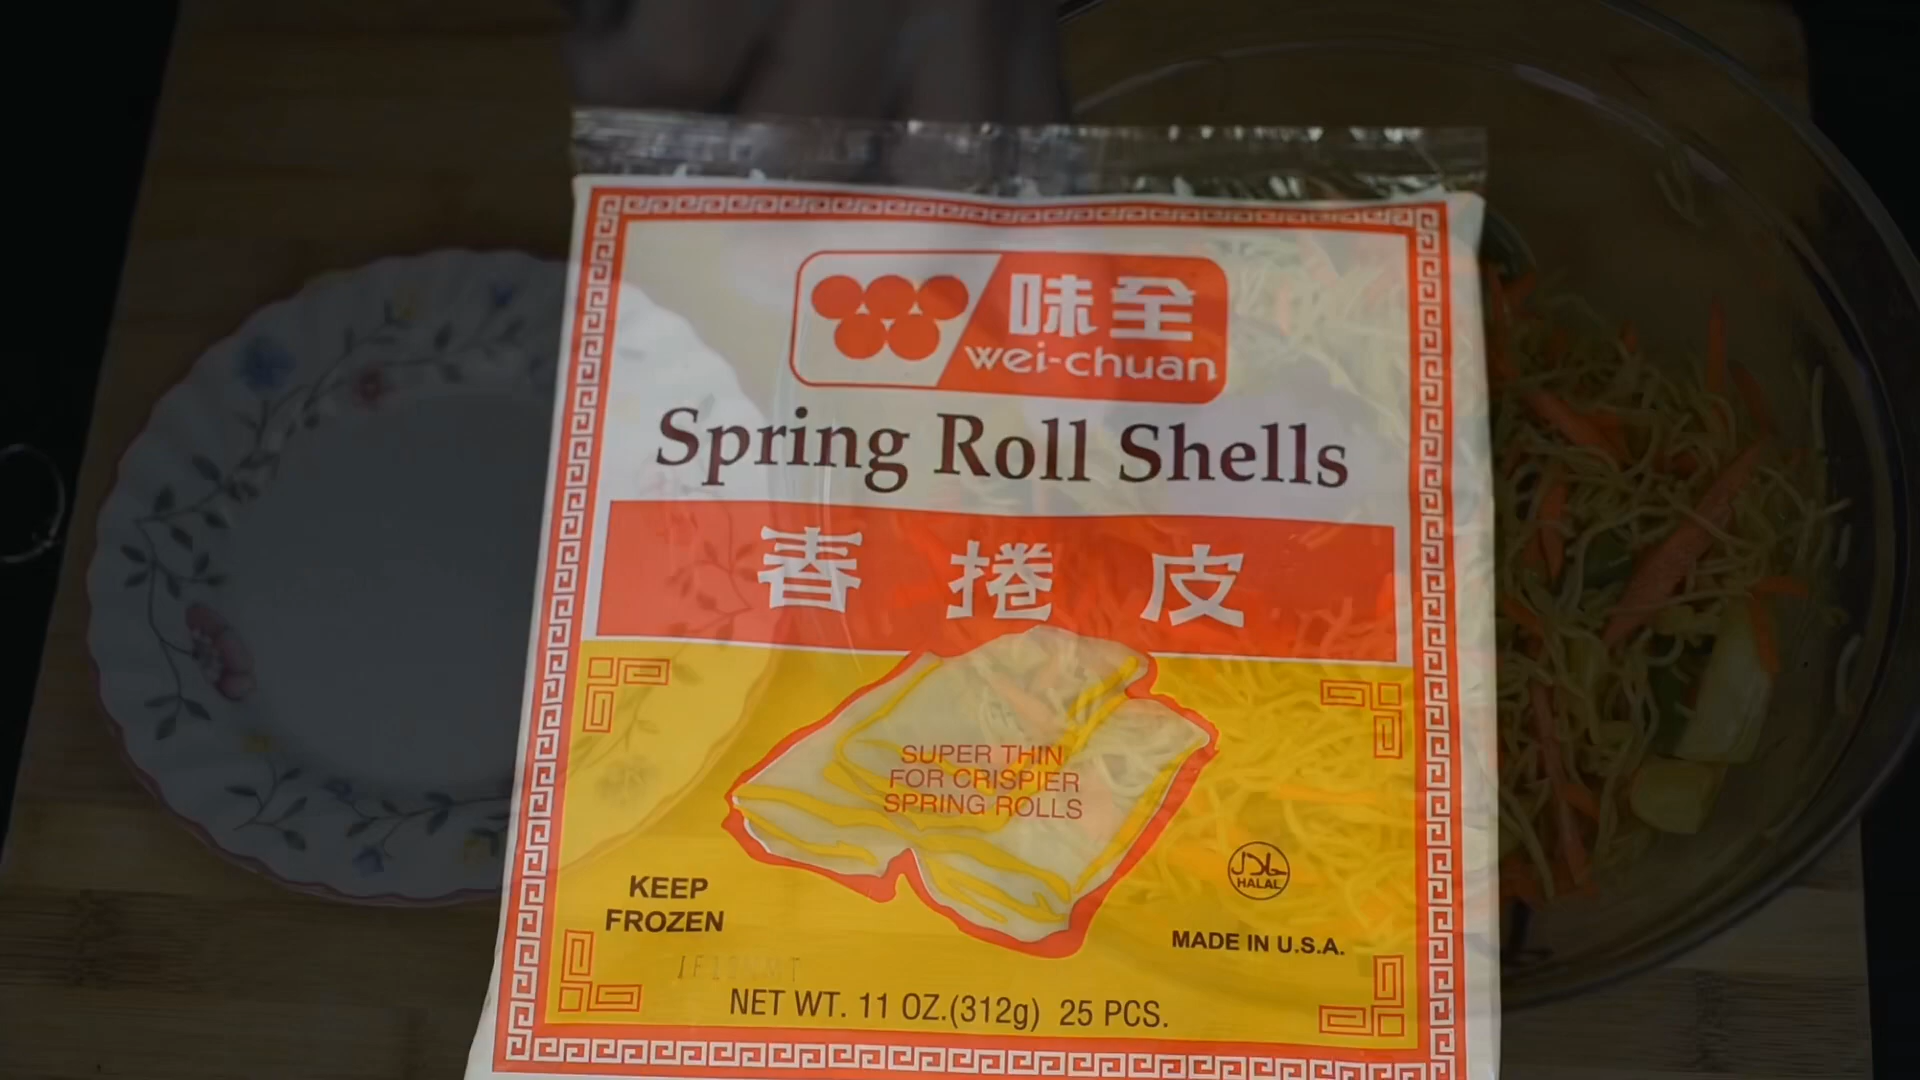 味全
wei-chuan
Spring Roll Shells
春捲皮
SUPER THIN
FOR CRISPIER
SPRING ROLLS
HALAL
KEEP
FROZEN
MADE IN U.S.A.
NET WT. 11 OZ.(312g) 25 PCS.